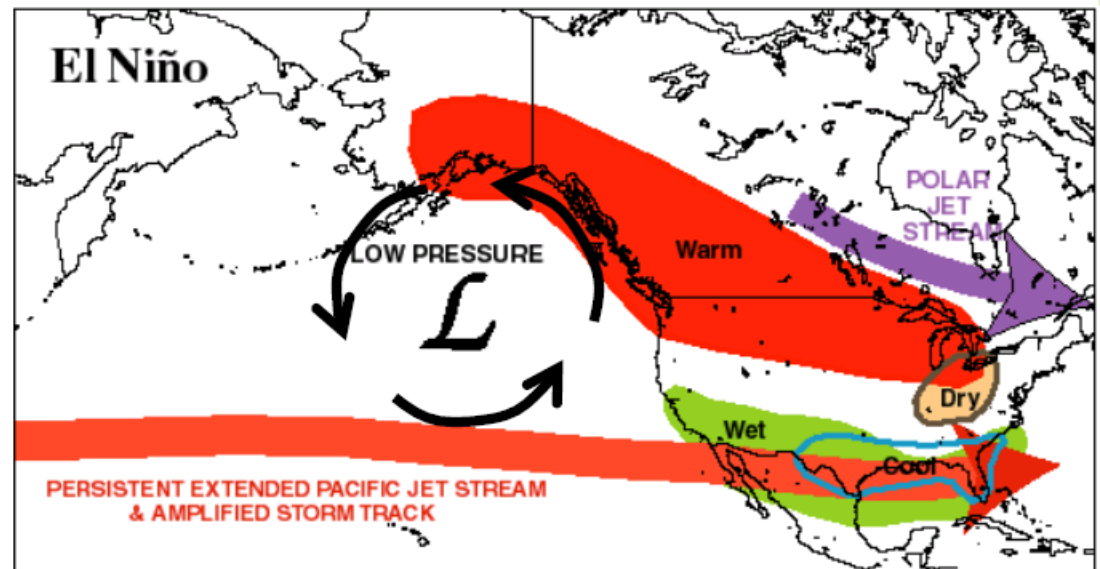 El Niño
POLAR
JET
STREAM
LOW PRESSURE
Warm
L
Dry
Wet
Cool
PERSISTENT EXTENDED PACIFIC JET STREAM
& AMPLIFIED STORM TRACK